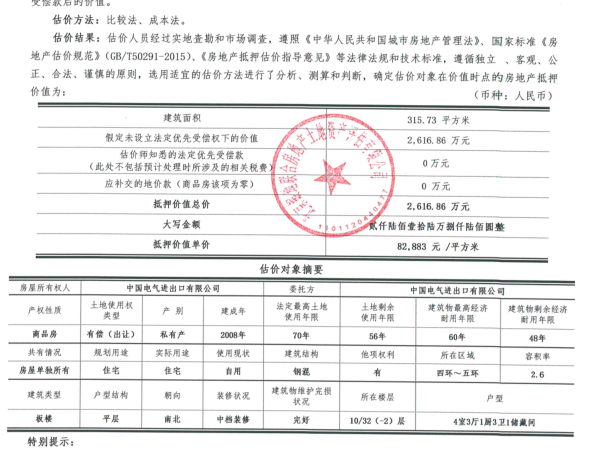 受偿款后的价值。
估价方法：比较法、成本法。
估价结果：估价人员经过实地查勘和市场调查，遵照《中华人民共和国城市房地产管理法》、国家标准《房
地产估价规范》（GB/T50291-2015）、《房地产抵押估价指导意见》等法律法规和技术标准，遵循独立 、客观、公
正、合法、谨慎的原则，选用适宜的估价方法进行了分析、测算和判断，确定估价对象在价值时点的房地产抵押
价值为： （币种：人民币）
建筑面积 315.73 平方米
假定未设立法定优先受偿权下的价值 2,616.86 万元
估价师知悉的法定优先受偿款
（此处不包括预计处理时所涉及的相关税费） 0 万元
应补交的地价款（商品房该项为零） 0 万元
抵押价值总价 2,616.86 万元
大写金额 贰仟陆佰壹拾陆万捌仟陆佰圆整
抵押价值单价 82,883 元/平方米
1101120440477
估价对象摘要
房屋所有权人 中国电气进出口有限公司 委托方 中国电气进出口有限公司
产权性质 土地使用权类型 产 别 建成年 法定最高土地使用年限 土地剩余使用年限 建筑物最高经济耐用年限 建筑物剩余经济耐用年限
商品房 有偿（出让） 私有产 2008年 70年 56年 60年 48年
共有情况 规划用途 实际用途 使用现状 建筑结构 他项权利 所在区域 容积率
房屋单独所有 住宅 住宅 自用 钢混 有 四环～五环 2.6
建筑类型 户型结构 朝向 装修状况 建筑物维护完损状况 所在楼层 户型
板楼 平层 南北 中档装修 完好 10/32（-2）层 4室3厅1厨3卫1储藏间
特别提示：